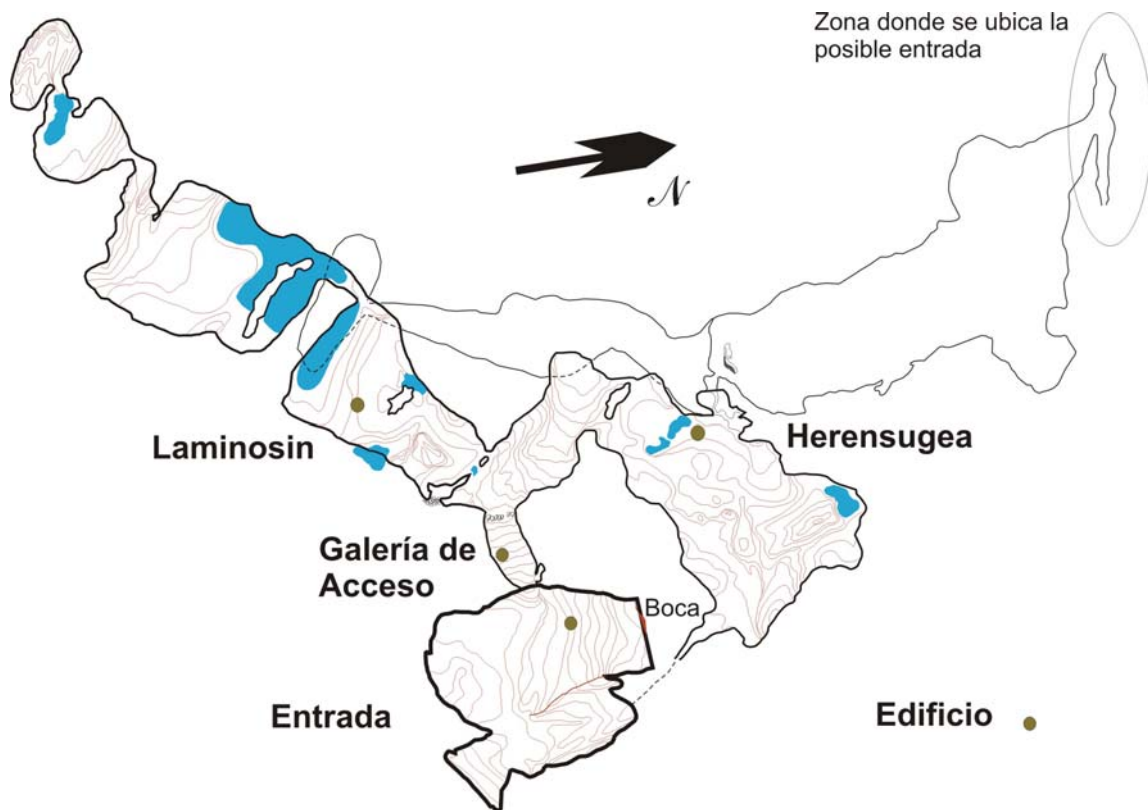 Zona donde se ubica la
posible entrada
N
Laminosin
Herensugea
Galería de
Acceso
Boca
Entrada
Edificio